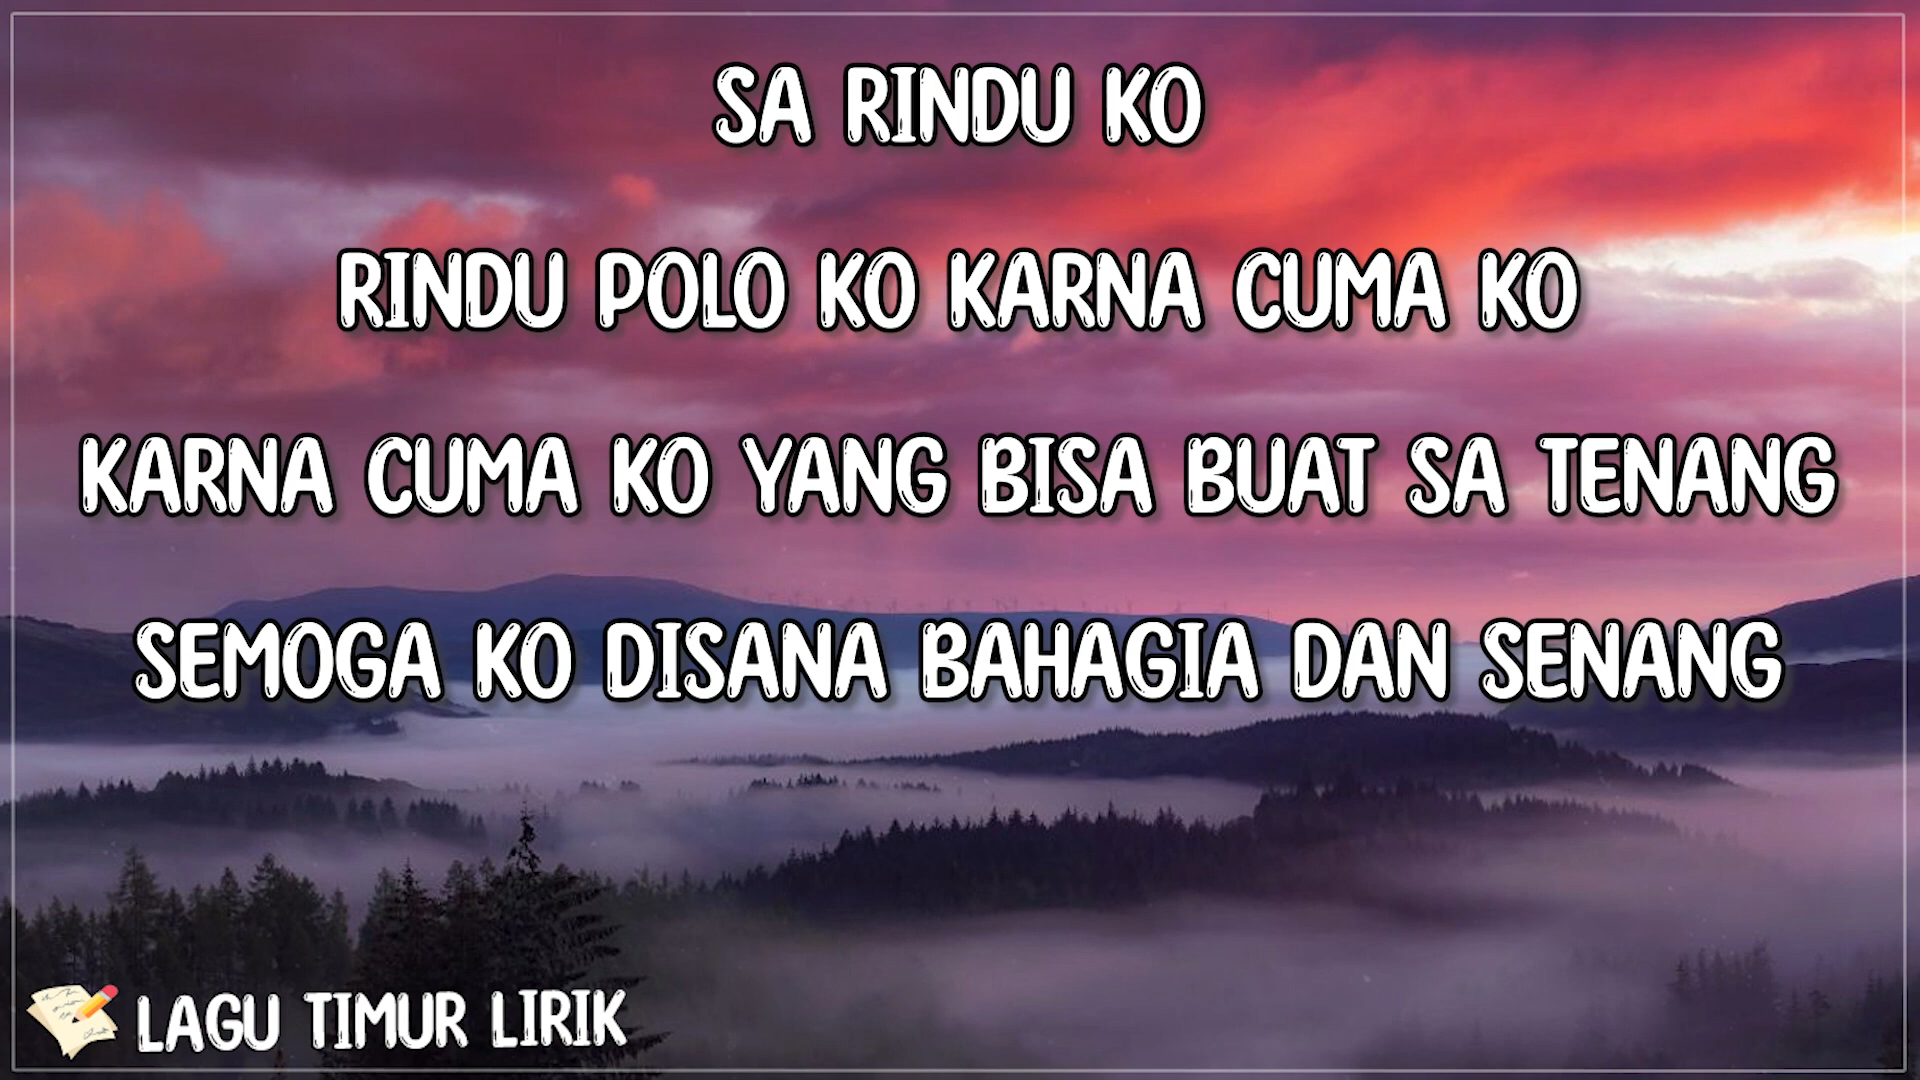 SA RINDU KO
RINDU POLO KO KARNA CUMA KO
KARNA CUMA KO YANG BISA BUAT SA TENANG
SEMOGA KO DISANA BAHAGIA DAN SENANG
LAGU TIMUR LIRIK